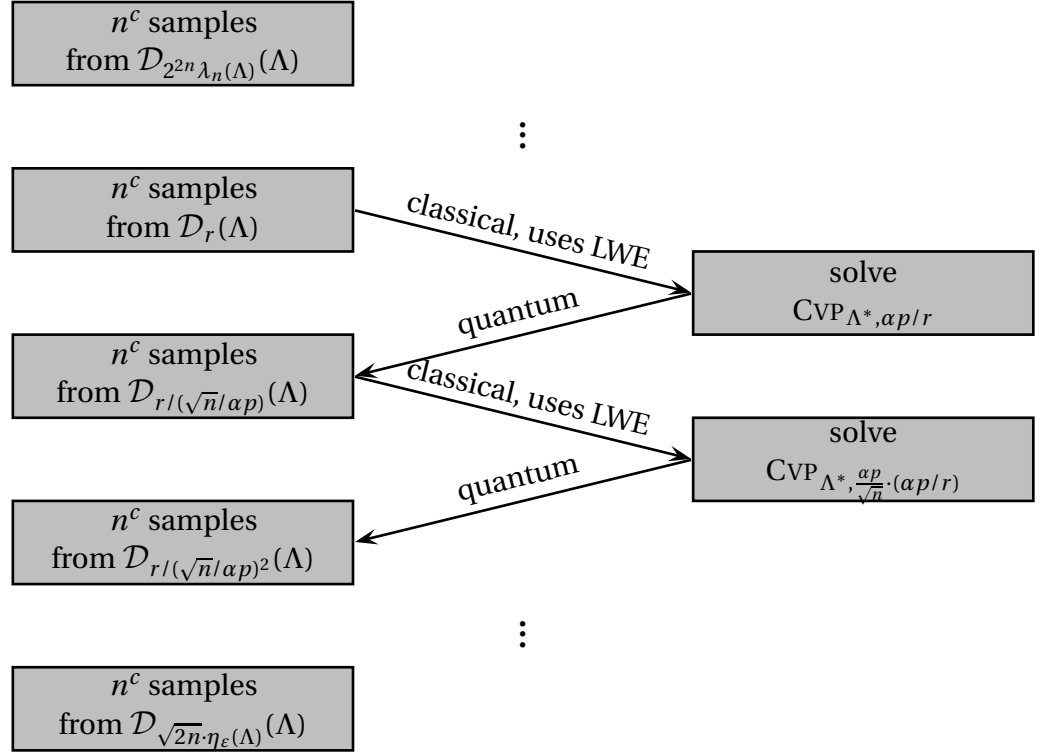 n^c samples
from 𝒟_{2^{2n}λ_n(Λ)}(Λ)
⋮
n^c samples
from 𝒟_r(Λ)
classical, uses LWE
solve
CVP_{Λ*,αp/r}
quantum
n^c samples
from 𝒟_{r/(√n/αp)}(Λ)
classical, uses LWE
solve
CVP_{Λ*,\frac{αp}{√n}·(αp/r)}
quantum
n^c samples
from 𝒟_{r/(√n/αp)^2}(Λ)
⋮
n^c samples
from 𝒟_{√{2n}·η_ε(Λ)}(Λ)